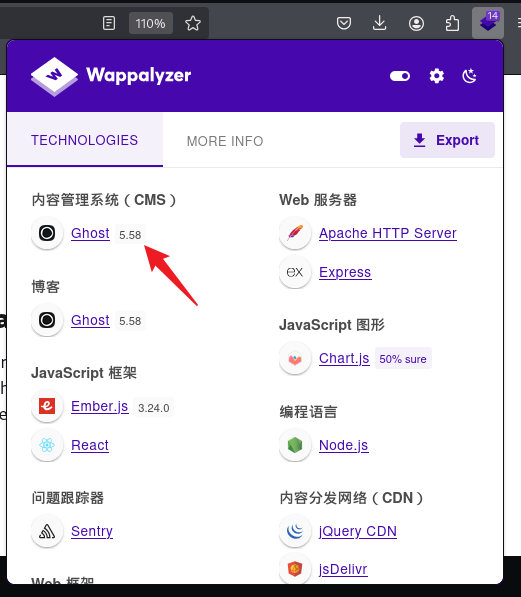 110%
14
Wappalyzer
TECHNOLOGIES
MORE INFO
Export
内容管理系统（CMS）
Ghost 5.58
博客
Ghost 5.58
JavaScript 框架
Ember.js 3.24.0
React
问题跟踪器
Sentry
Web 框架
Web 服务器
Apache HTTP Server
ex Express
JavaScript 图形
Chart.js 50% sure
编程语言
Node.js
内容分发网络（CDN）
jQuery CDN
jsDelivr